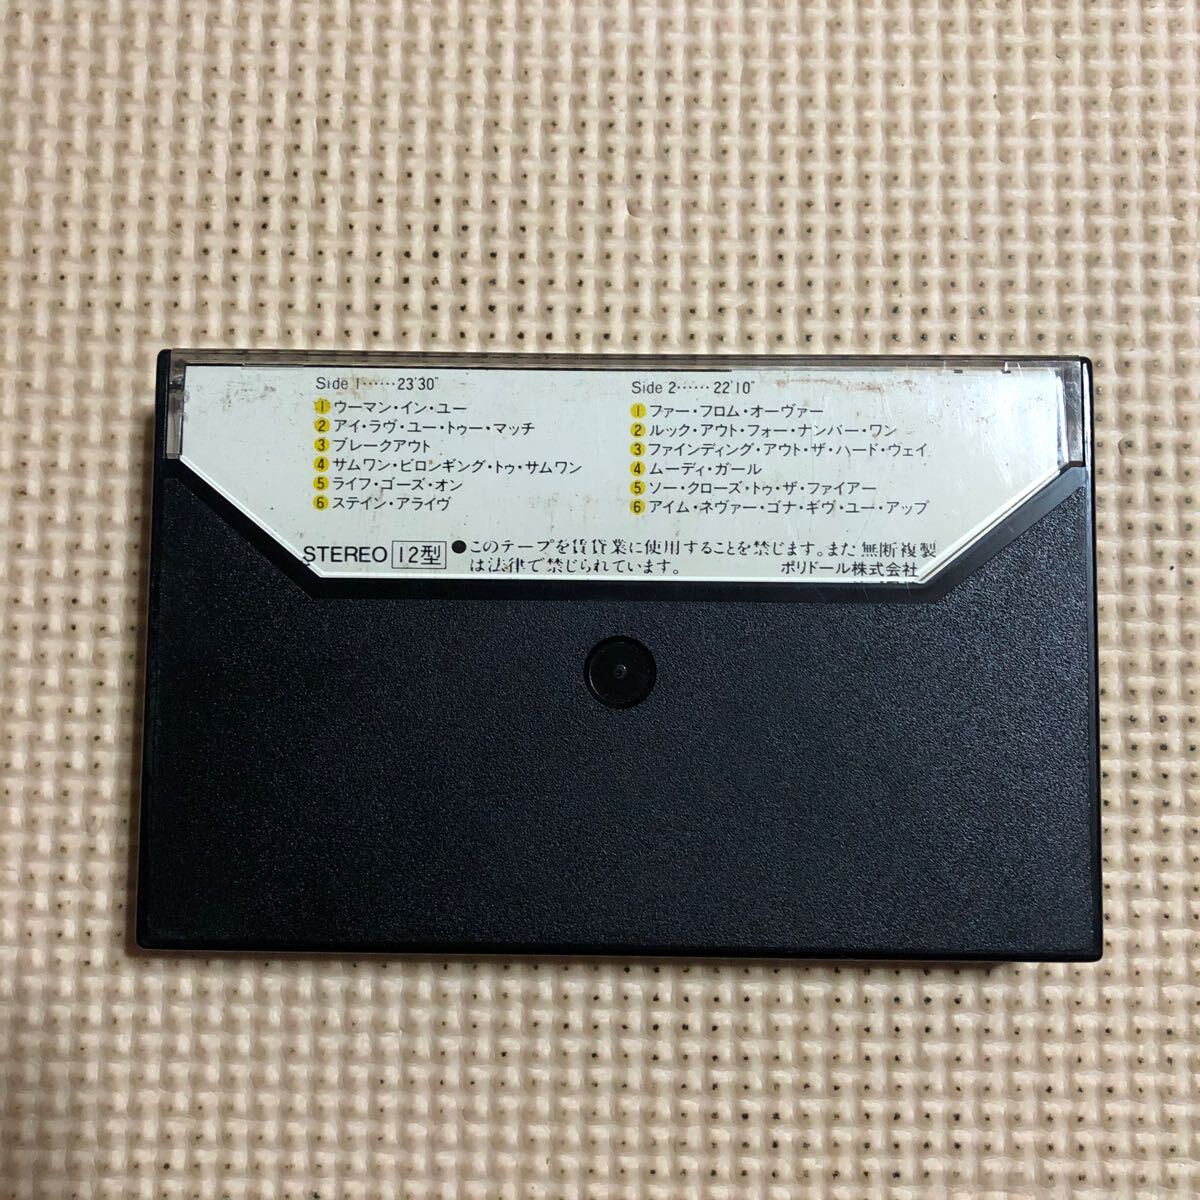 Side 1……23'30"
1 ウーマン・イン・ユー
2 アイ・ラヴ・ユー・トゥー・マッチ
3 ブレークアウト
4 サムワン・ビロンギング・トゥ・サムワン
5 ライフ・ゴーズ・オン
6 ステイン・アライヴ
Side 2……22'10"
1 ファー・フロム・オーヴァー
2 ルック・アウト・フォー・ナンバー・ワン
3 ファインディング・アウト・ザ・ハード・ウェイ
4 ムーディ・ガール
5 ソー・クローズ・トゥ・ザ・ファイアー
6 アイム・ネヴァー・ゴナ・ギヴ・ユー・アップ
STEREO 12型
●このテープを賃貸業に使用することを禁じます。また無断複製
は法律で禁じられています。 ポリドール株式会社